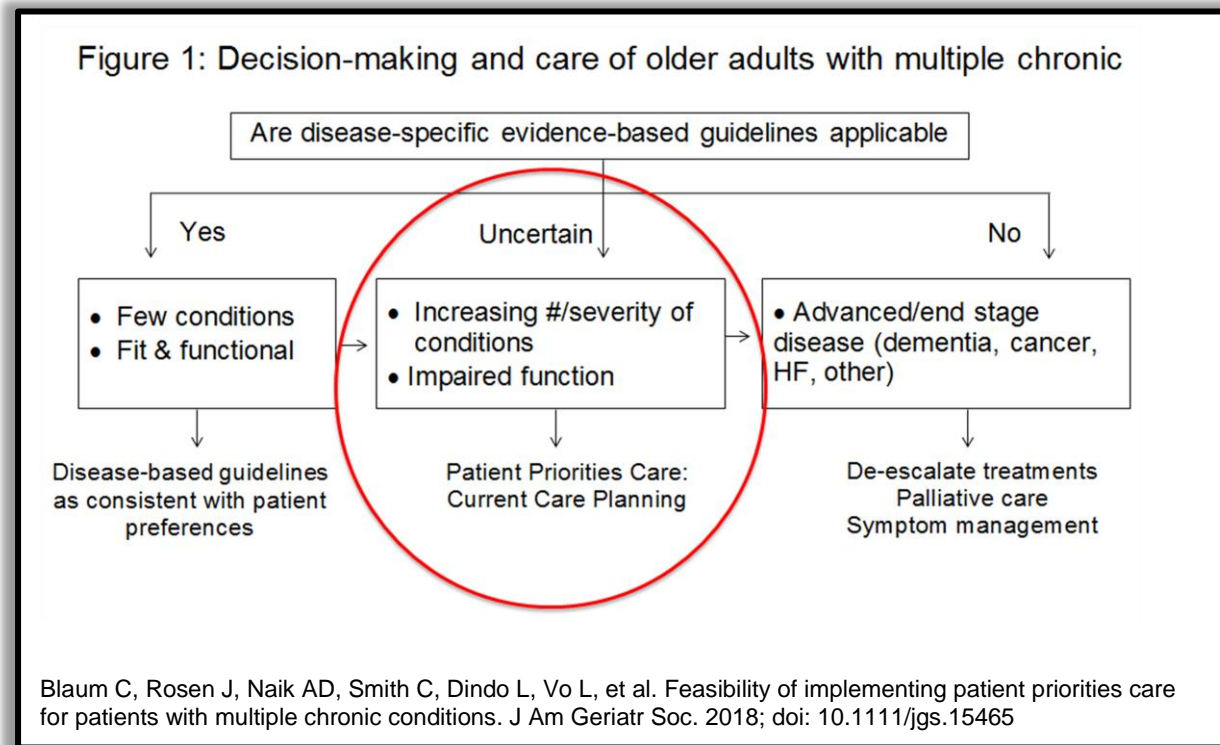 Figure 1: Decision-making and care of older adults with multiple chronic
Are disease-specific evidence-based guidelines applicable
Yes
Uncertain
No
• Few conditions
• Fit & functional
• Increasing #/severity of
conditions
• Impaired function
• Advanced/end stage
disease (dementia, cancer,
HF, other)
Disease-based guidelines
as consistent with patient
preferences
Patient Priorities Care:
Current Care Planning
De-escalate treatments
Palliative care
Symptom management
Blaum C, Rosen J, Naik AD, Smith C, Dindo L, Vo L, et al. Feasibility of implementing patient priorities care
for patients with multiple chronic conditions. J Am Geriatr Soc. 2018; doi: 10.1111/jgs.15465